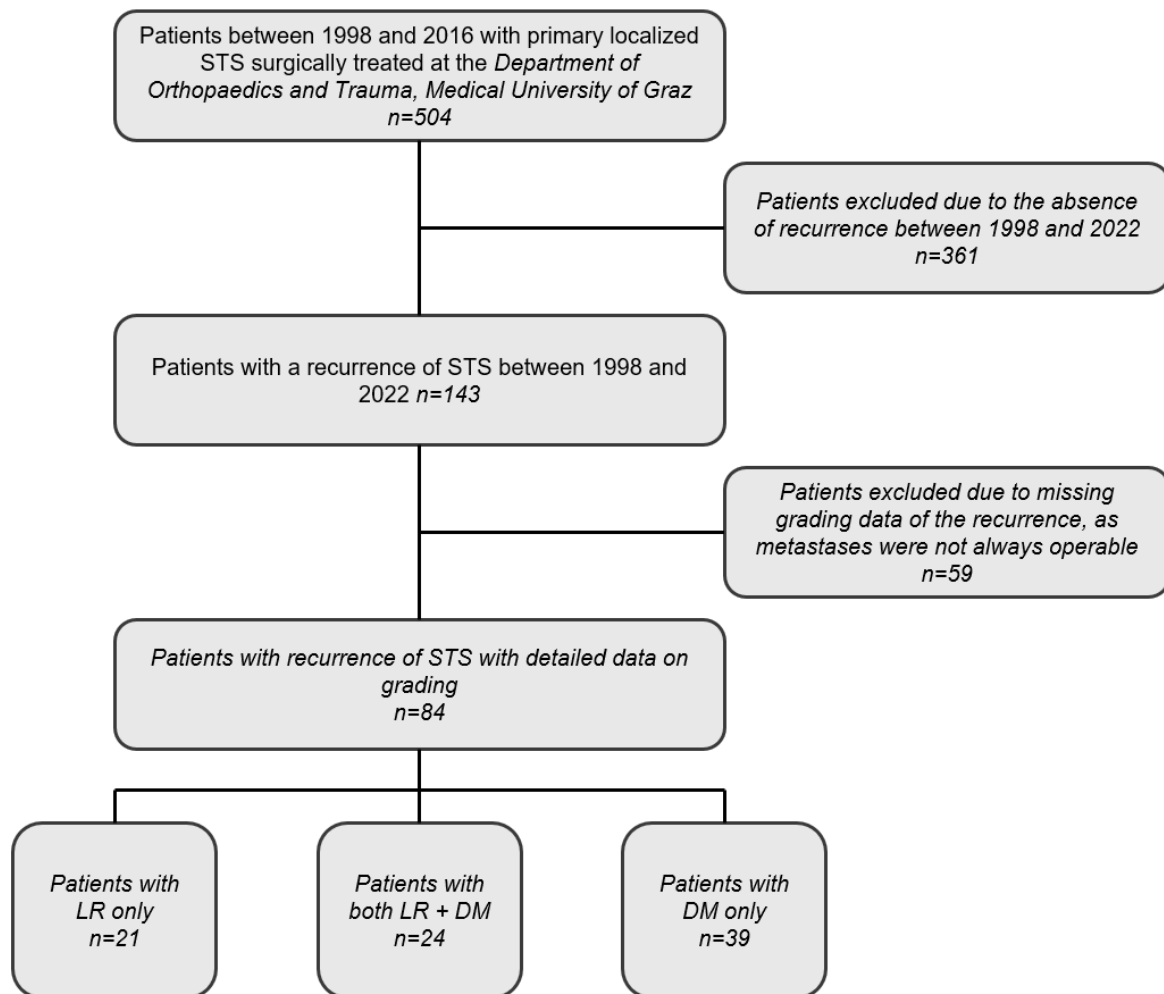 Patients between 1998 and 2016 with primary localized
STS surgically treated at the Department of
Orthopaedics and Trauma, Medical University of Graz
n=504
Patients excluded due to the absence
of recurrence between 1998 and 2022
n=361
Patients with a recurrence of STS between 1998 and
2022 n=143
Patients excluded due to missing
grading data of the recurrence, as
metastases were not always operable
n=59
Patients with recurrence of STS with detailed data on
grading
n=84
Patients with
LR only
n=21
Patients with
both LR + DM
n=24
Patients with
DM only
n=39